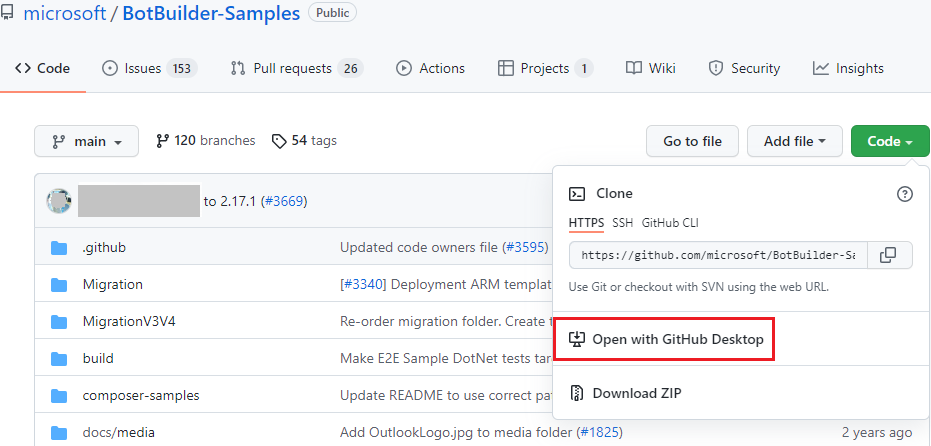 microsoft / BotBuilder-Samples Public
Code Issues 153 Pull requests 26 Actions Projects 1 Wiki Security Insights
main 120 branches 54 tags Go to file Add file Code
to 2.17.1 (#3669)
Clone
HTTPS SSH GitHub CLI
https://github.com/microsoft/BotBuilder-Sa
Use Git or checkout with SVN using the web URL.
Open with GitHub Desktop
Download ZIP
.github Updated code owners file (#3595)
Migration [#3340] Deployment ARM template
MigrationV3V4 Re-order migration folder. Create
build Make E2E Sample DotNet tests
composer-samples Update README to use correct
docs/media Add OutlookLogo.jpg to media folder (#1825) 2 years ago